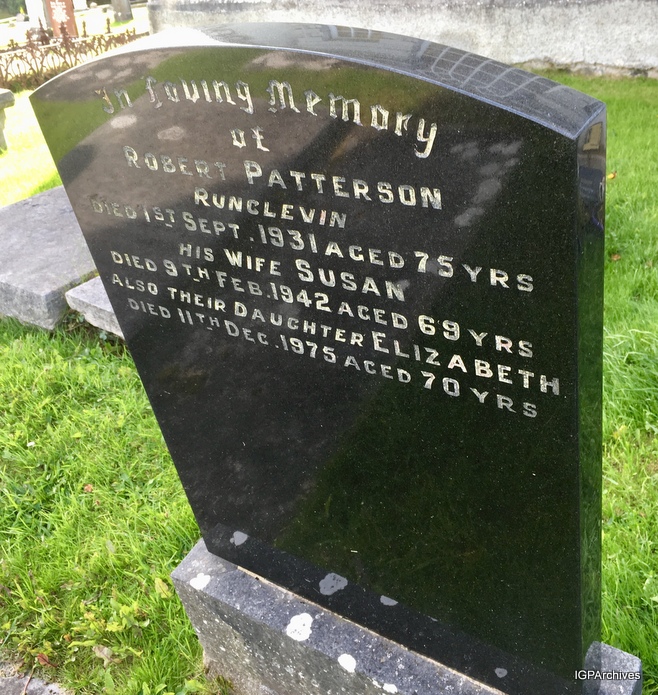 In Loving Memory
OF
ROBERT PATTERSON
RUNCLEVIN
DIED 1ST SEPT. 1931 AGED 75 YRS
HIS WIFE SUSAN
DIED 9TH FEB. 1942 AGED 69 YRS
ALSO THEIR DAUGHTER ELIZABETH
DIED 11TH DEC. 1975 AGED 70 YRS
IGPArchives